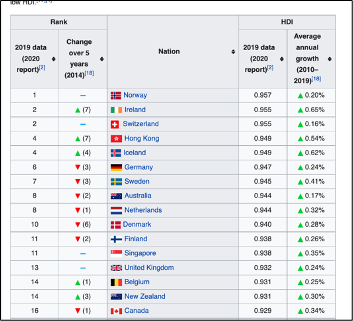 low HDI.
Rank
HDI
2019 data (2020 report)[2]
Change over 5 years (2014)[18]
Nation
2019 data (2020 report)[2]
Average annual growth (2010–2019)[18]
1 — Norway 0.957 ▲ 0.20%
2 ▲ (7) Ireland 0.955 ▲ 0.65%
2 — Switzerland 0.955 ▲ 0.16%
4 ▲ (7) Hong Kong 0.949 ▲ 0.54%
4 ▲ (4) Iceland 0.949 ▲ 0.62%
6 ▼ (3) Germany 0.947 ▲ 0.24%
7 ▼ (3) Sweden 0.945 ▲ 0.41%
8 ▼ (2) Australia 0.944 ▲ 0.17%
8 ▼ (1) Netherlands 0.944 ▲ 0.32%
10 ▼ (6) Denmark 0.940 ▲ 0.28%
11 ▼ (2) Finland 0.938 ▲ 0.26%
11 — Singapore 0.938 ▲ 0.35%
13 — United Kingdom 0.932 ▲ 0.24%
14 ▲ (1) Belgium 0.931 ▲ 0.25%
14 ▲ (3) New Zealand 0.931 ▲ 0.30%
16 ▼ (1) Canada 0.929 ▲ 0.34%